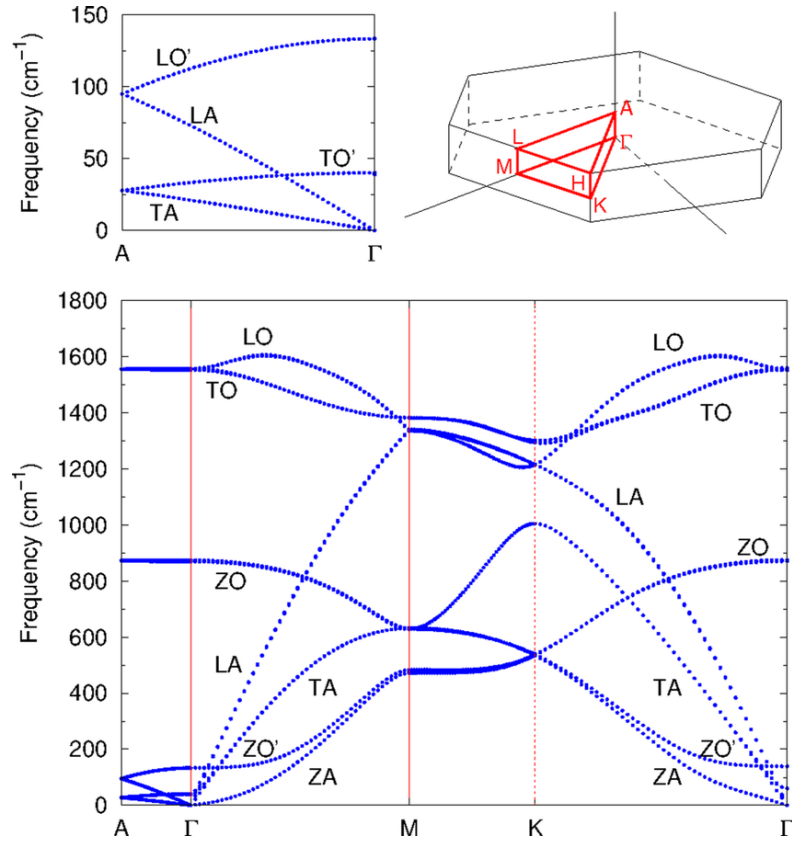 150
100
50
0
Frequency (cm⁻¹)
LO'
LA
TO'
TA
A Γ
A
Γ
L
M
H
K
1800
1600
1400
1200
1000
800
600
400
200
0
Frequency (cm⁻¹)
LO
TO
ZO
LA
TA
ZO'
ZA
LO
TO
LA
ZO
TA
ZO'
ZA
A Γ M K Γ